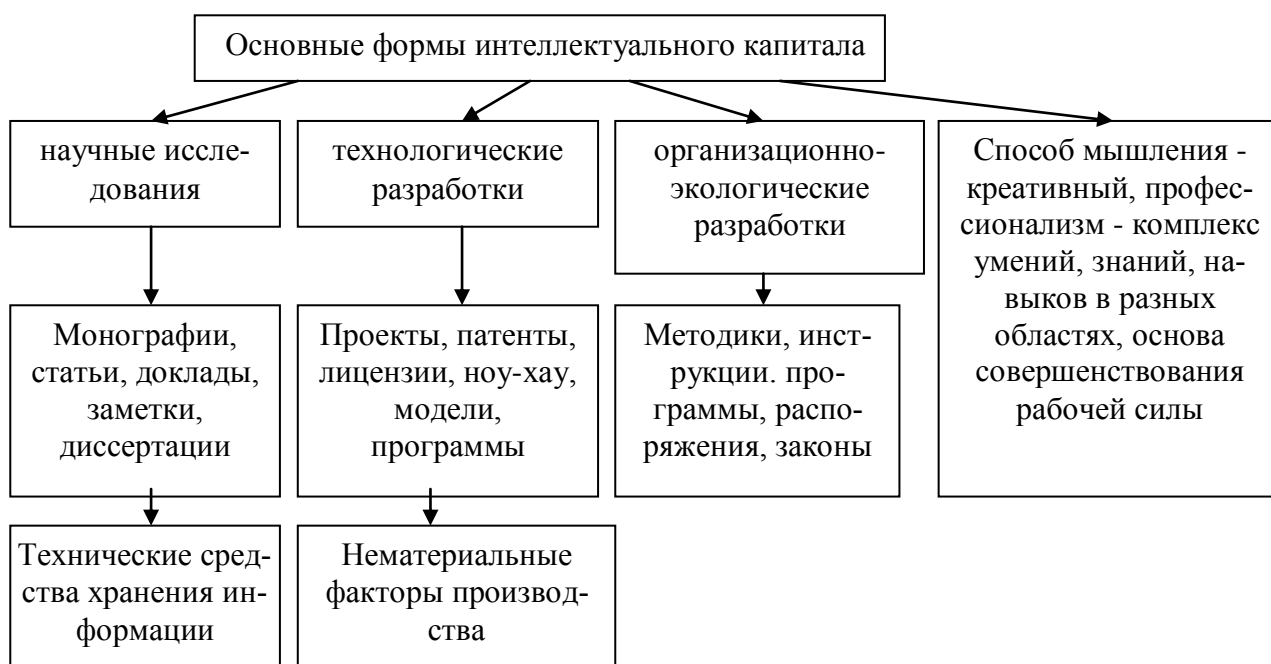 Основные формы интеллектуального капитала
научные иссле-
дования
технологические
разработки
организационно-
экологические
разработки
Способ мышления -
креативный, профес-
сионализм - комплекс
умений, знаний, на-
выков в разных
областях, основа
совершенствования
рабочей силы
Монографии,
статьи, доклады,
заметки,
диссертации
Проекты, патенты,
лицензии, ноу-хау,
модели,
программы
Методики, инст-
рукции. про-
граммы, распо-
ряжения, законы
Технические сред-
ства хранения ин-
формации
Нематериальные
факторы производ-
ства